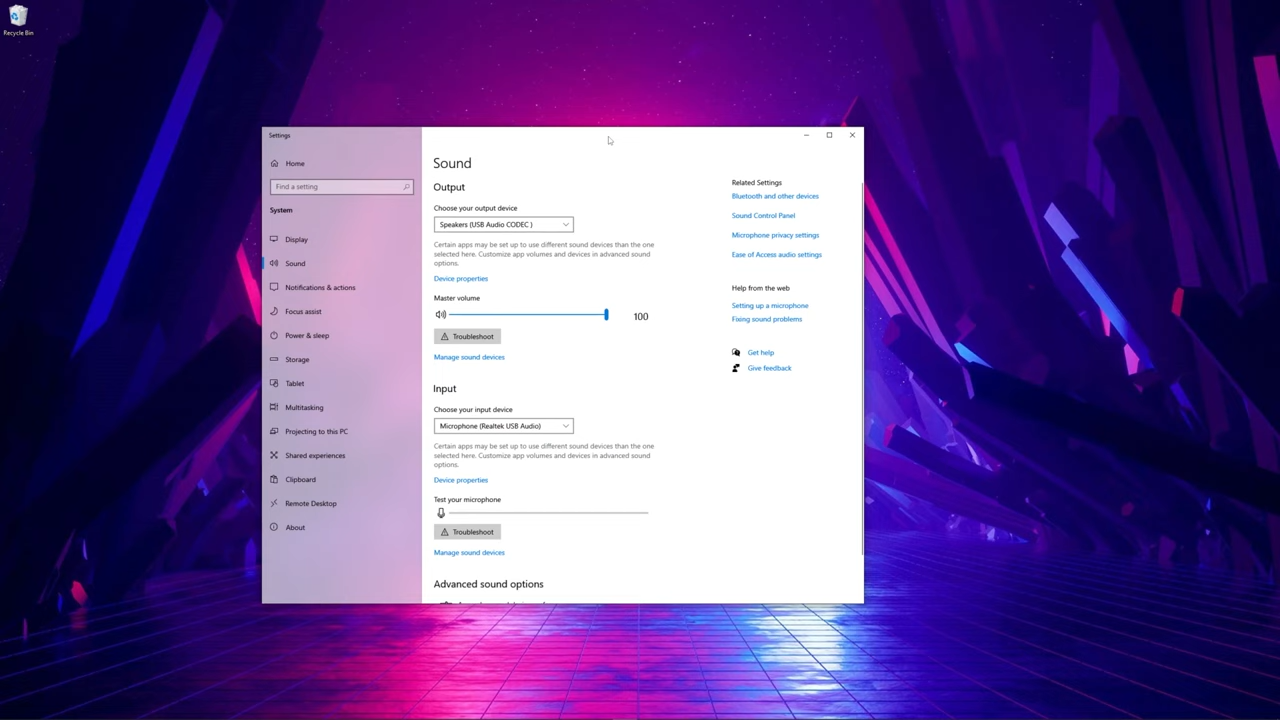 Recycle Bin
Settings
Home
Find a setting
System
Display
Sound
Notifications & actions
Focus assist
Power & sleep
Storage
Tablet
Multitasking
Projecting to this PC
Shared experiences
Clipboard
Remote Desktop
About
Sound
Output
Choose your output device
Speakers (USB Audio CODEC )
Certain apps may be set up to use different sound devices than the one
selected here. Customize app volumes and devices in advanced sound
options.
Device properties
Master volume
100
Troubleshoot
Manage sound devices
Input
Choose your input device
Microphone (Realtek USB Audio)
Certain apps may be set up to use different sound devices than the one
selected here. Customize app volumes and devices in advanced sound
options.
Device properties
Test your microphone
Troubleshoot
Manage sound devices
Advanced sound options
Related Settings
Bluetooth and other devices
Sound Control Panel
Microphone privacy settings
Ease of Access audio settings
Help from the web
Setting up a microphone
Fixing sound problems
Get help
Give feedback